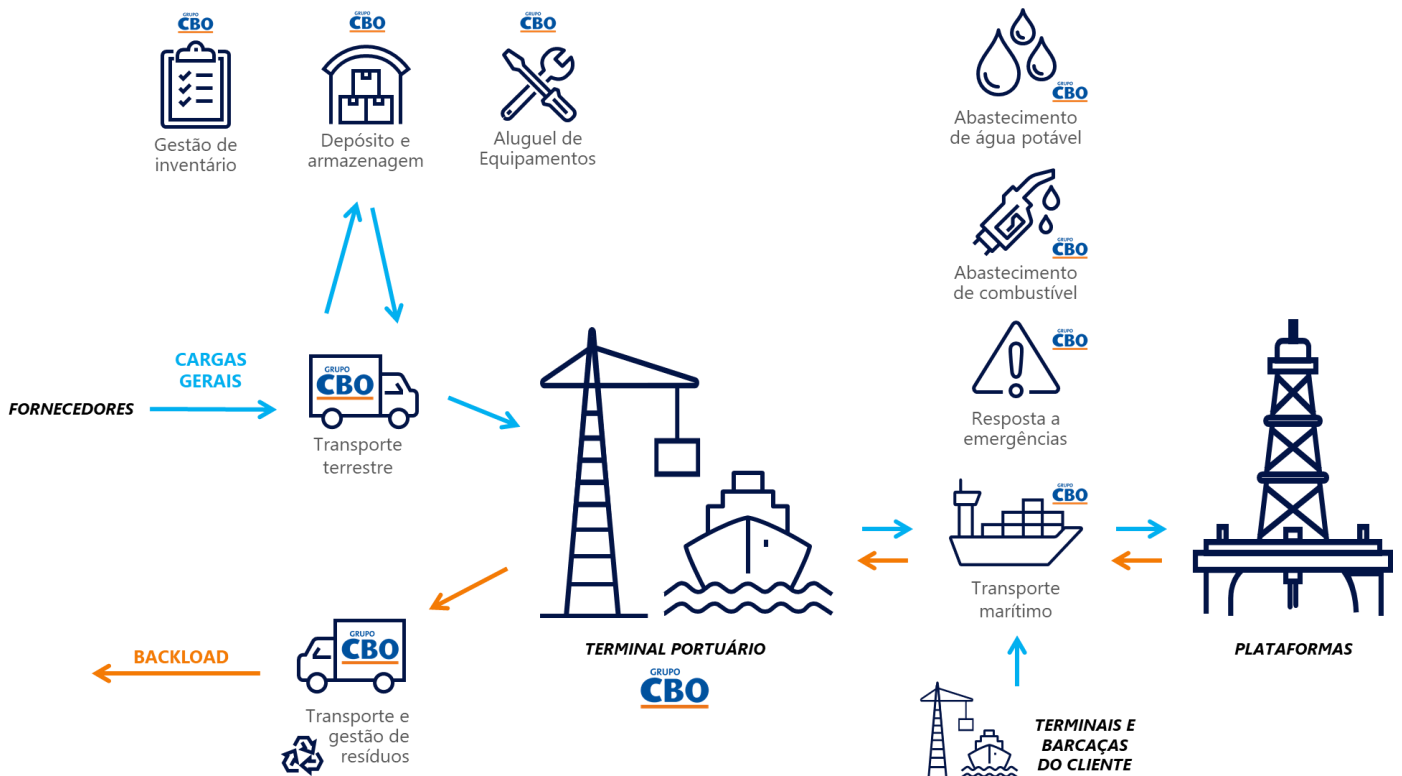 GRUPO
CBO
GRUPO
CBO
GRUPO
CBO
Gestão de
inventário
Depósito e
armazenagem
Aluguel de
Equipamentos
GRUPO
CBO
Abastecimento
de água potável
GRUPO
CBO
Abastecimento
de combustível
GRUPO
CBO
Resposta a
emergências
CARGAS
GERAIS
FORNECEDORES
GRUPO
CBO
Transporte
terrestre
GRUPO
CBO
Transporte
marítimo
TERMINAL PORTUÁRIO
GRUPO
CBO
PLATAFORMAS
BACKLOAD
GRUPO
CBO
Transporte e
gestão de
resíduos
TERMINAIS E
BARCAÇAS
DO CLIENTE